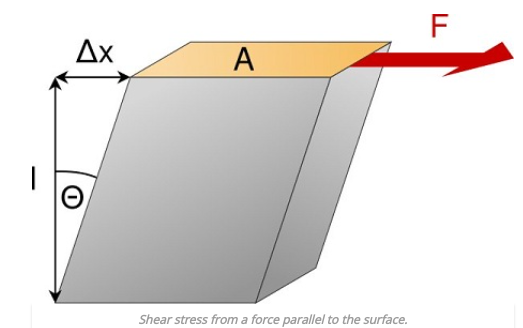 F
Δx
A
l
Θ
Shear stress from a force parallel to the surface.